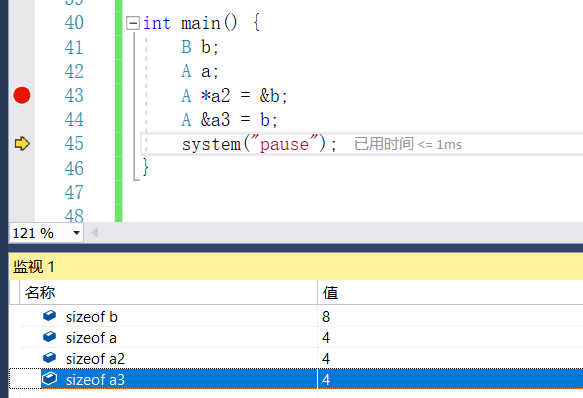 39
40 int main() {
41 B b;
42 A a;
43 A *a2 = &b;
44 A &a3 = b;
45 system("pause"); 已用时间 <= 1ms
46 }
47
48
121 %
监视 1
名称 值
sizeof b 8
sizeof a 4
sizeof a2 4
sizeof a3 4